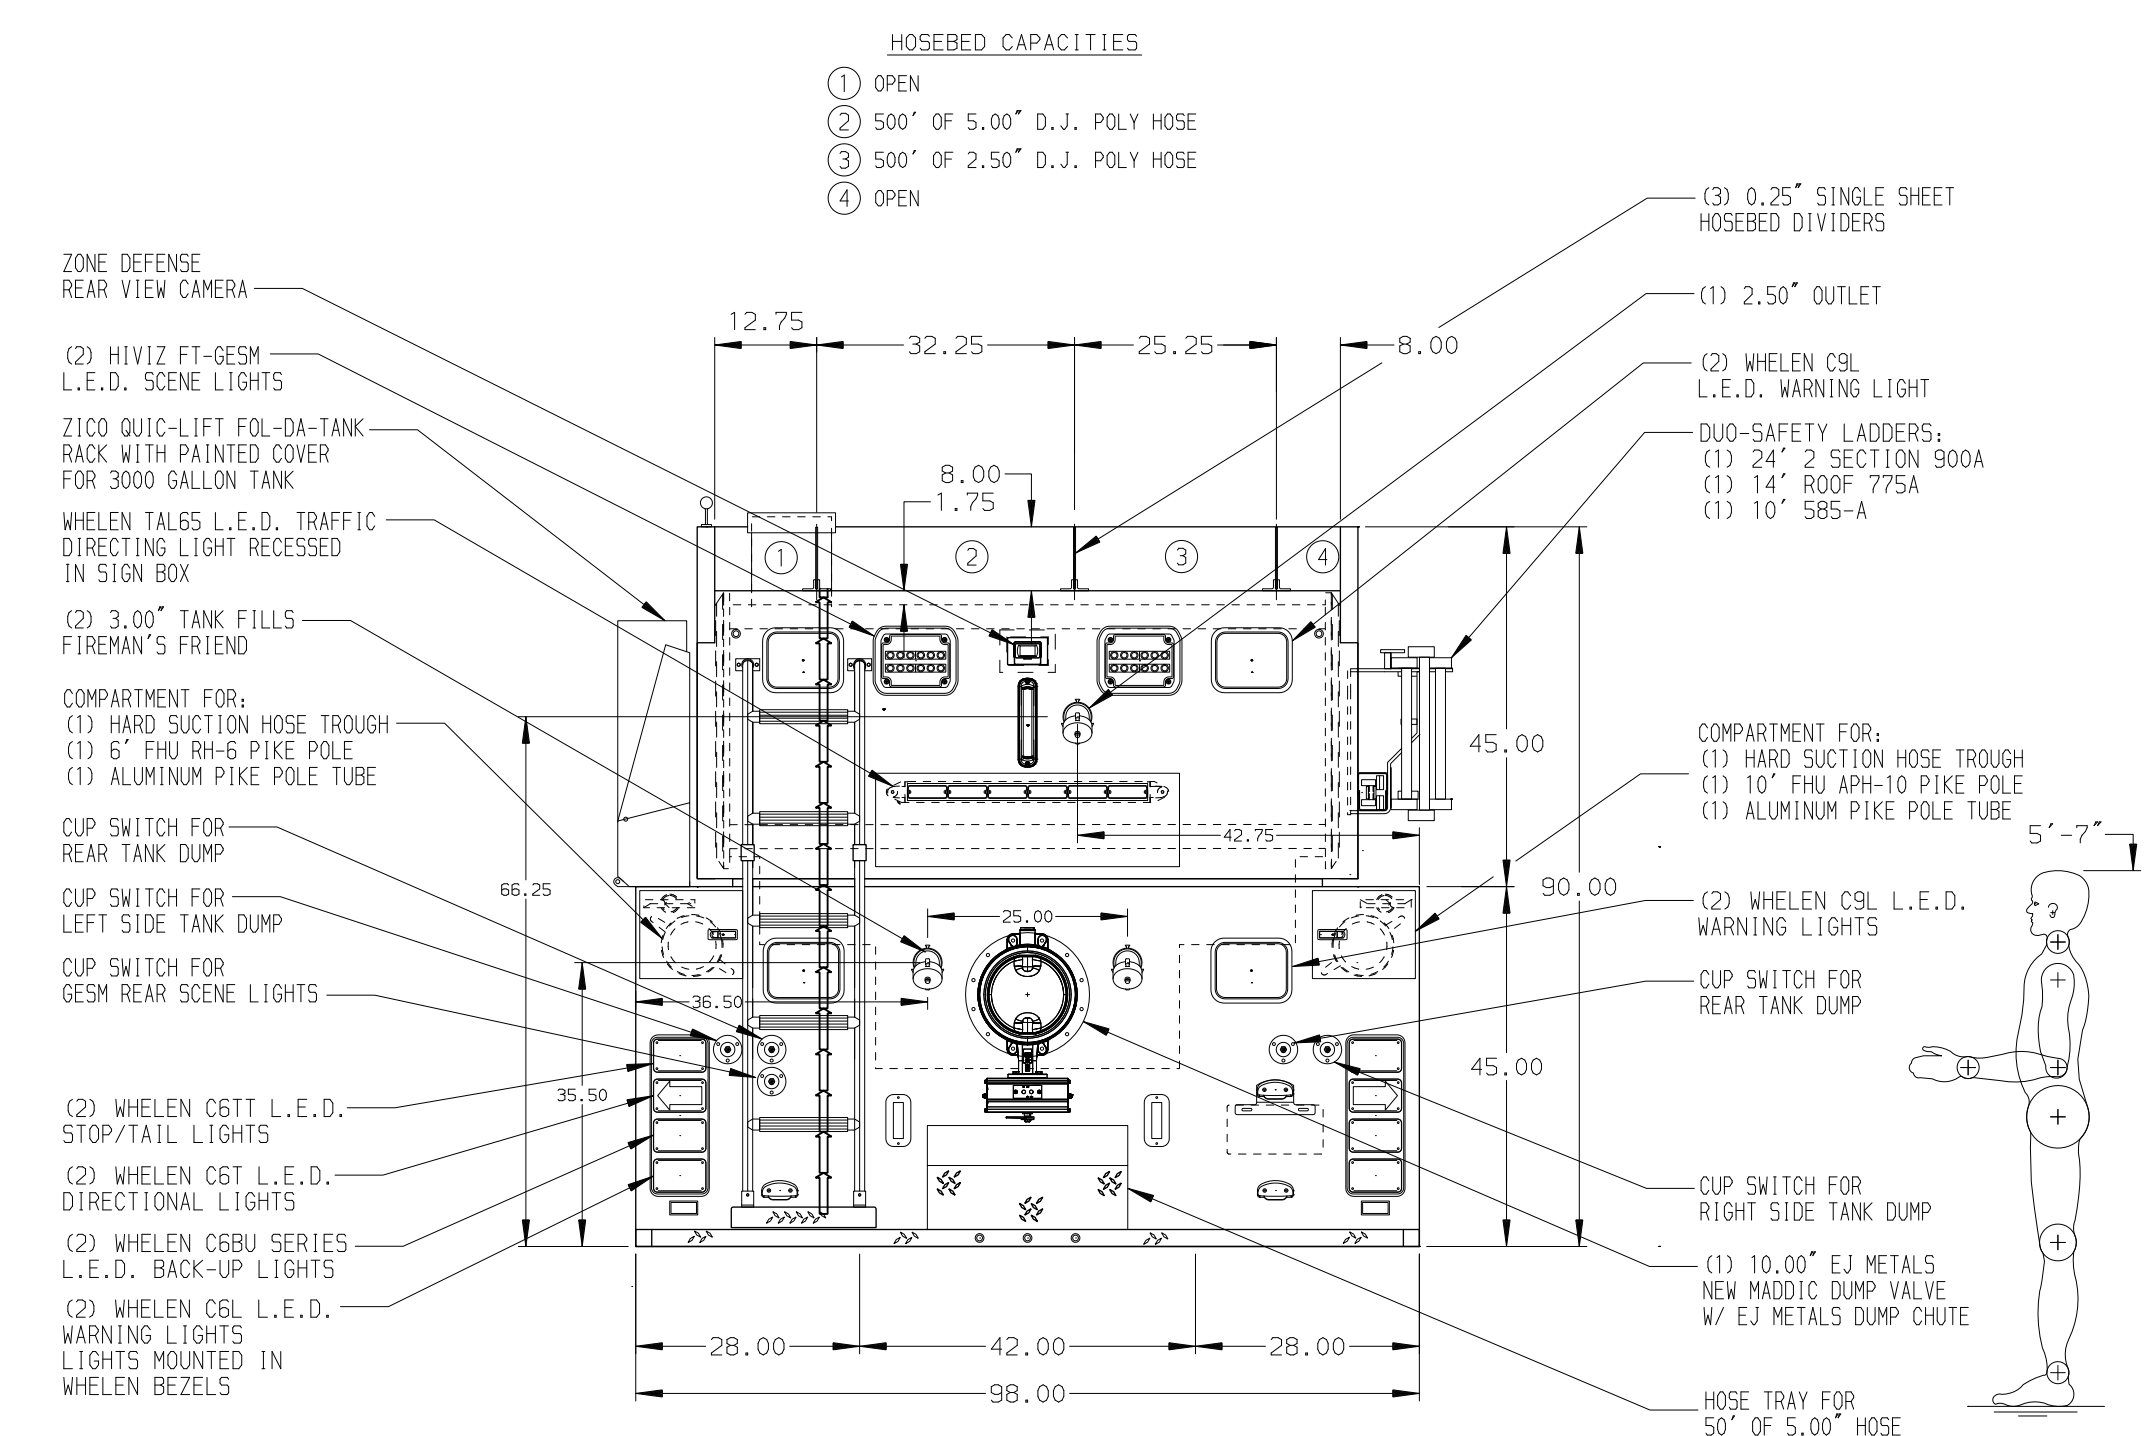 HOSEBED CAPACITIES
1 OPEN
2 500' OF 5.00" D.J. POLY HOSE
3 500' OF 2.50" D.J. POLY HOSE
4 OPEN
ZONE DEFENSE
REAR VIEW CAMERA
(2) HIVIZ FT-GESM
L.E.D. SCENE LIGHTS
ZICO QUIC-LIFT FOL-DA-TANK
RACK WITH PAINTED COVER
FOR 3000 GALLON TANK
WHELEN TAL65 L.E.D. TRAFFIC
DIRECTING LIGHT RECESSED
IN SIGN BOX
(2) 3.00" TANK FILLS
FIREMAN'S FRIEND
COMPARTMENT FOR:
(1) HARD SUCTION HOSE TROUGH
(1) 6' FHU RH-6 PIKE POLE
(1) ALUMINUM PIKE POLE TUBE
CUP SWITCH FOR
REAR TANK DUMP
CUP SWITCH FOR
LEFT SIDE TANK DUMP
CUP SWITCH FOR
GESM REAR SCENE LIGHTS
(2) WHELEN C6TT L.E.D.
STOP/TAIL LIGHTS
(2) WHELEN C6T L.E.D.
DIRECTIONAL LIGHTS
(2) WHELEN C6BU SERIES
L.E.D. BACK-UP LIGHTS
(2) WHELEN C6L L.E.D.
WARNING LIGHTS
LIGHTS MOUNTED IN
WHELEN BEZELS
12.75
32.25
25.25
8.00
8.00
1.75
1
2
3
4
45.00
42.75
66.25
90.00
25.00
36.50
35.50
45.00
28.00
42.00
28.00
98.00
(3) 0.25" SINGLE SHEET
HOSEBED DIVIDERS
(1) 2.50" OUTLET
(2) WHELEN C9L
L.E.D. WARNING LIGHT
DUO-SAFETY LADDERS:
(1) 24' 2 SECTION 900A
(1) 14' ROOF 775A
(1) 10' 585-A
COMPARTMENT FOR:
(1) HARD SUCTION HOSE TROUGH
(1) 10' FHU APH-10 PIKE POLE
(1) ALUMINUM PIKE POLE TUBE
5'-7"
(2) WHELEN C9L L.E.D.
WARNING LIGHTS
CUP SWITCH FOR
REAR TANK DUMP
CUP SWITCH FOR
RIGHT SIDE TANK DUMP
(1) 10.00" EJ METALS
NEW MADDIC DUMP VALVE
W/ EJ METALS DUMP CHUTE
HOSE TRAY FOR
50' OF 5.00" HOSE